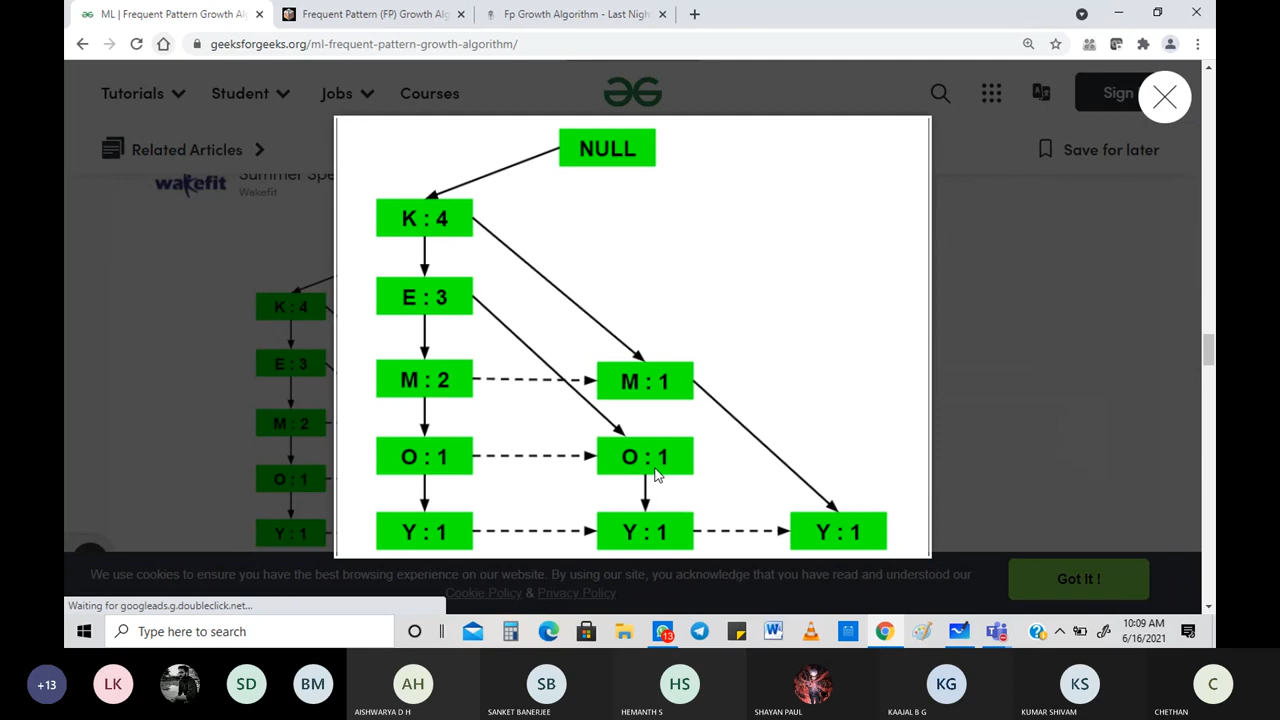 ML | Frequent Pattern Growth Alg
Frequent Pattern (FP) Growth Alg
Fp Growth Algorithm - Last Nigh
geeksforgeeks.org/ml-frequent-pattern-growth-algorithm/
Tutorials
Student
Jobs
Courses
Sign
Related Articles
Save for later
wakefit
Summer Spe
Wakefit
NULL
K : 4
E : 3
M : 2
M : 1
O : 1
O : 1
Y : 1
Y : 1
Y : 1
K : 4
E : 3
M : 2
O : 1
Y : 1
We use cookies to ensure you have the best browsing experience on our website. By using our site, you acknowledge that you have read and understood our
Cookie Policy & Privacy Policy
Got It !
Waiting for googleads.g.doubleclick.net...
Type here to search
13
10:09 AM
6/16/2021
+13
LK
SD
BM
AH
AISHWARYA D H
SB
SANKET BANERJEE
HS
HEMANTH S
SHAYAN PAUL
KG
KAAJAL B G
KS
KUMAR SHIVAM
C
CHETHAN